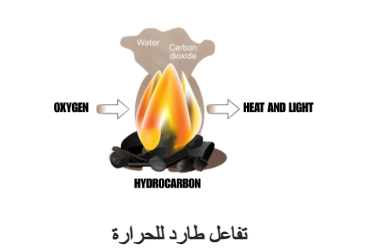 Water
Carbon
dioxide
OXYGEN
HEAT AND LIGHT
HYDROCARBON
تفاعل طارد للحرارة